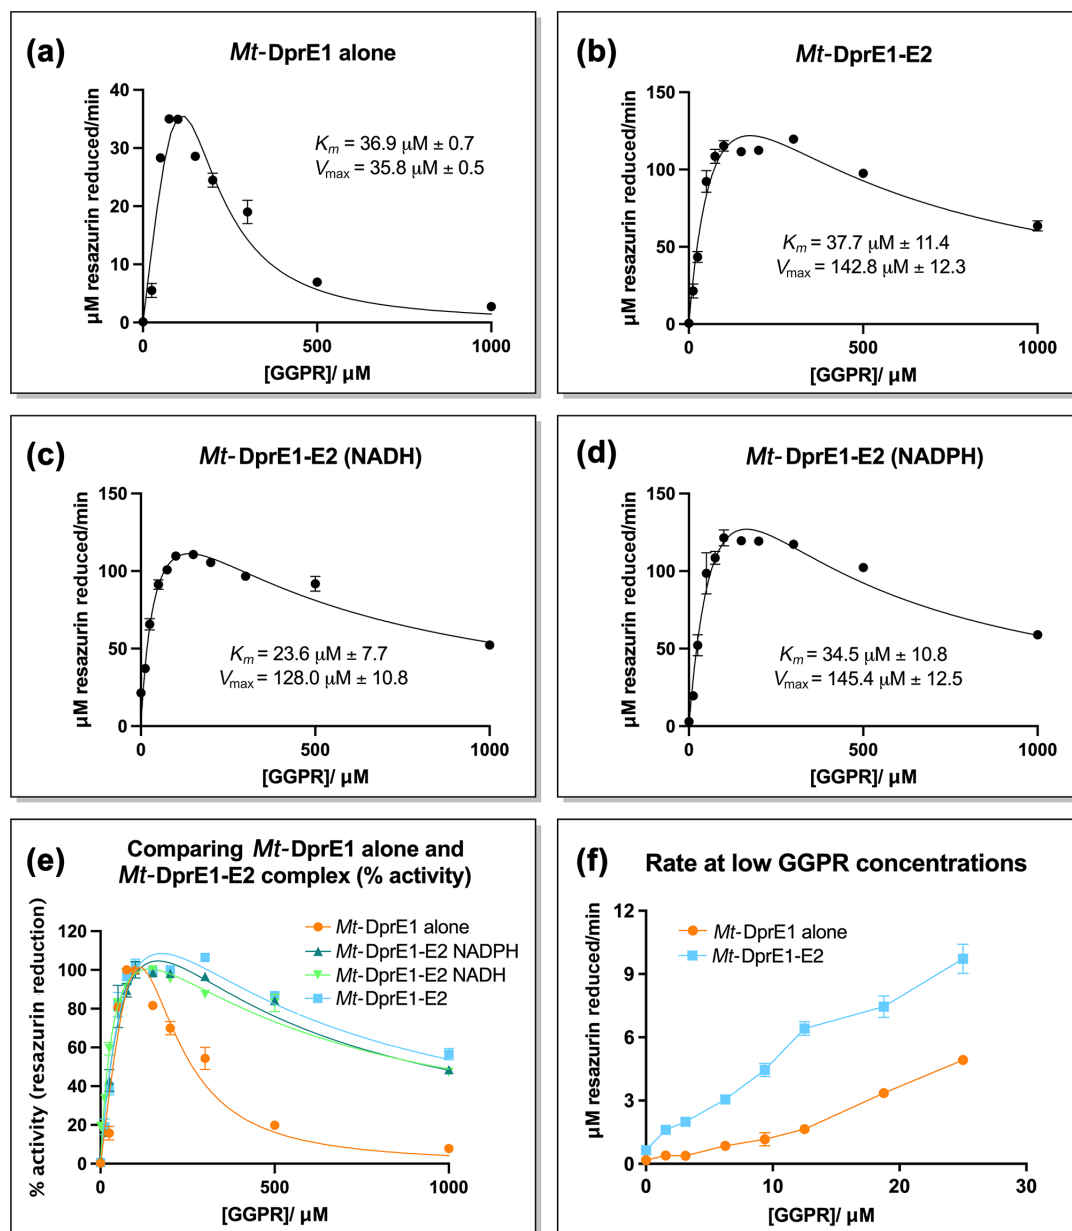 (a)
Mt-DprE1 alone
μM resazurin reduced/min
40
30
20
10
0
Km = 36.9 μM ± 0.7
Vmax = 35.8 μM ± 0.5
0
500
1000
[GGPR]/ μM
(b)
Mt-DprE1-E2
μM resazurin reduced/min
150
100
50
0
Km = 37.7 μM ± 11.4
Vmax = 142.8 μM ± 12.3
0
500
1000
[GGPR]/ μM
(c)
Mt- DprE1-E2 (NADH)
μM resazurin reduced/min
150
100
50
0
Km = 23.6 μM ± 7.7
Vmax = 128.0 μM ± 10.8
0
500
1000
[GGPR]/ μM
(d)
Mt- DprE1-E2 (NADPH)
μM resazurin reduced/min
150
100
50
0
Km = 34.5 μM ± 10.8
Vmax = 145.4 μM ± 12.5
0
500
1000
[GGPR]/ μM
(e)
Comparing Mt-DprE1 alone and
Mt-DprE1-E2 complex (% activity)
% activity (resazurin reduction)
120
100
80
60
40
20
0
Mt-DprE1 alone
Mt-DprE1-E2 NADPH
Mt-DprE1-E2 NADH
Mt-DprE1-E2
0
500
1000
[GGPR]/ μM
(f)
Rate at low GGPR concentrations
μM resazurin reduced/min
12
9
6
3
0
Mt-DprE1 alone
Mt-DprE1-E2
0
10
20
30
[GGPR]/ μM